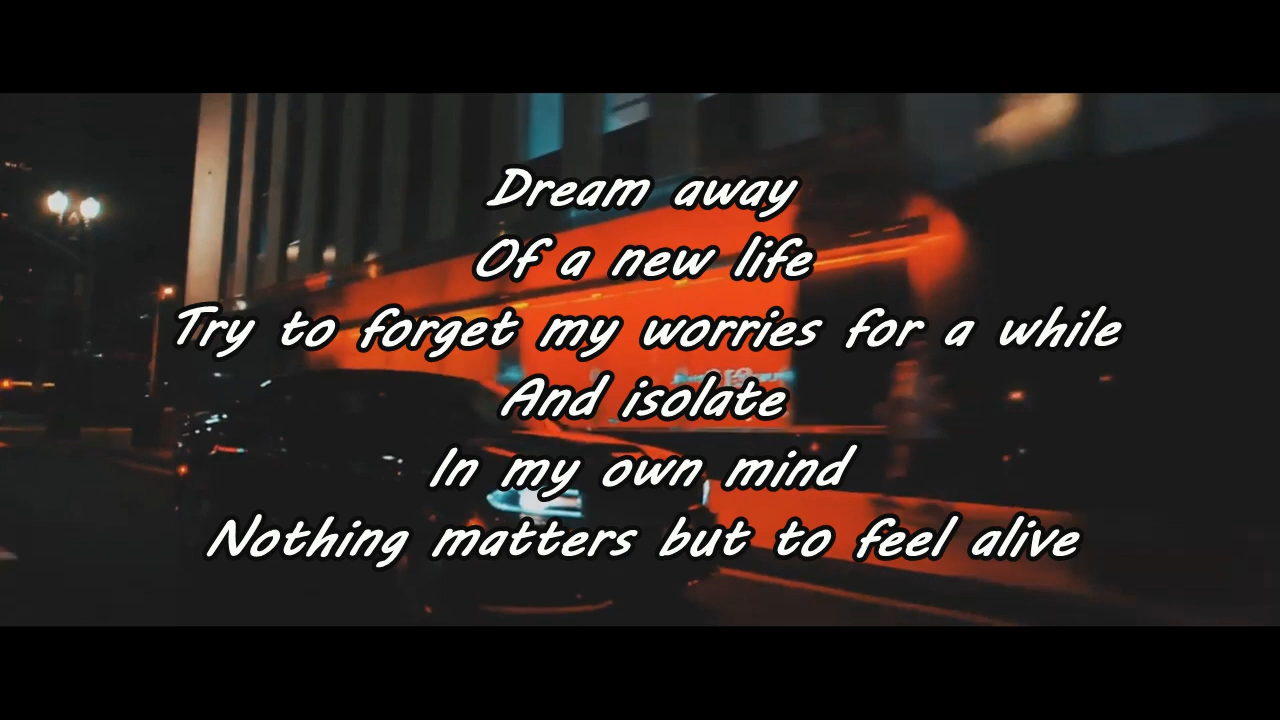 Dream away
Of a new life
Try to forget my worries for a while
And isolate
In my own mind
Nothing matters but to feel alive